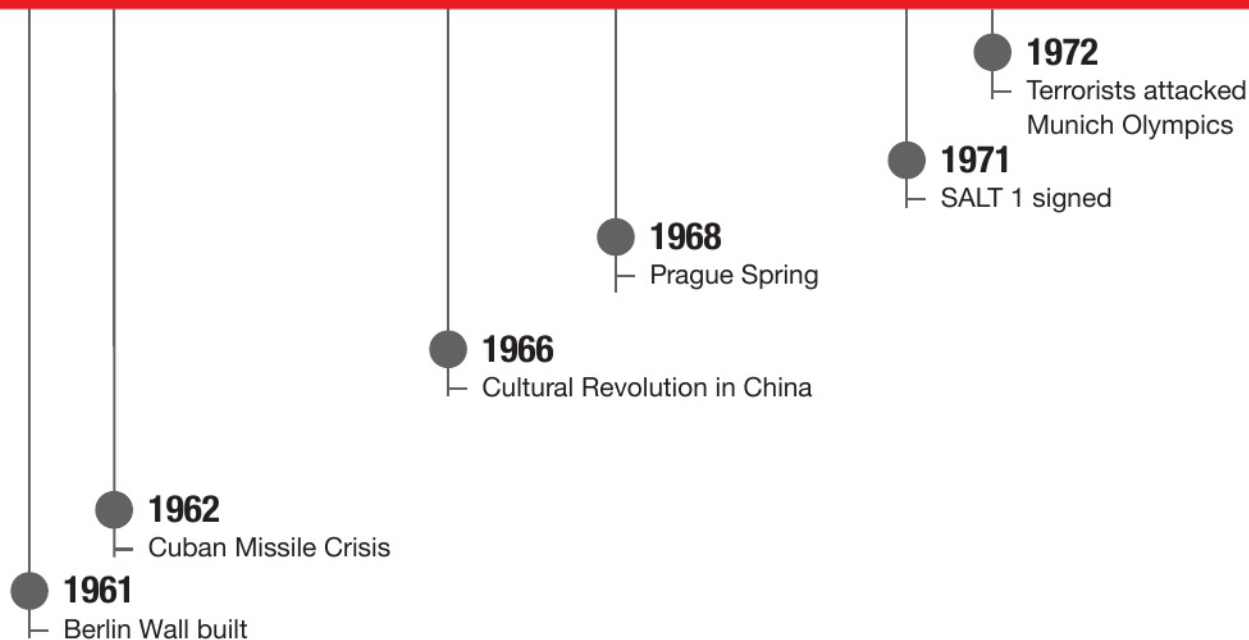 1972
Terrorists attacked
Munich Olympics
1971
SALT 1 signed
1968
Prague Spring
1966
Cultural Revolution in China
1962
Cuban Missile Crisis
1961
Berlin Wall built